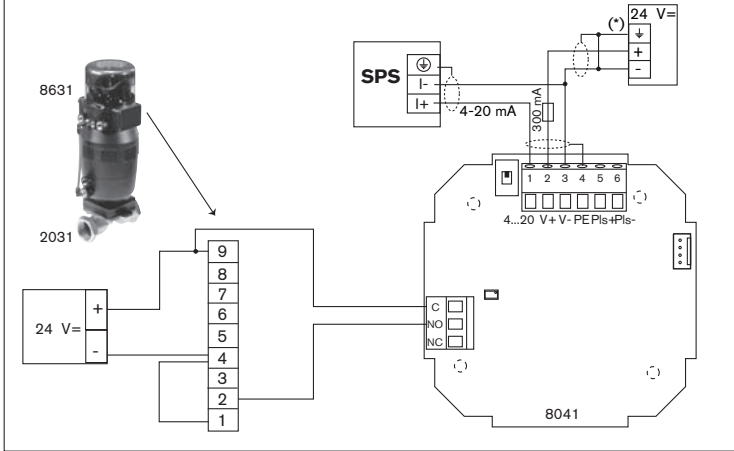 24 V=
(*)
+
-
SPS
I-
I+
4-20 mA
300 mA
8631
2031
1 2 3 4 5 6
4...20 V+ V- PE Pls+Pls-
9
8
7
6
5
4
3
2
1
24 V=
+
-
C
NO
NC
8041